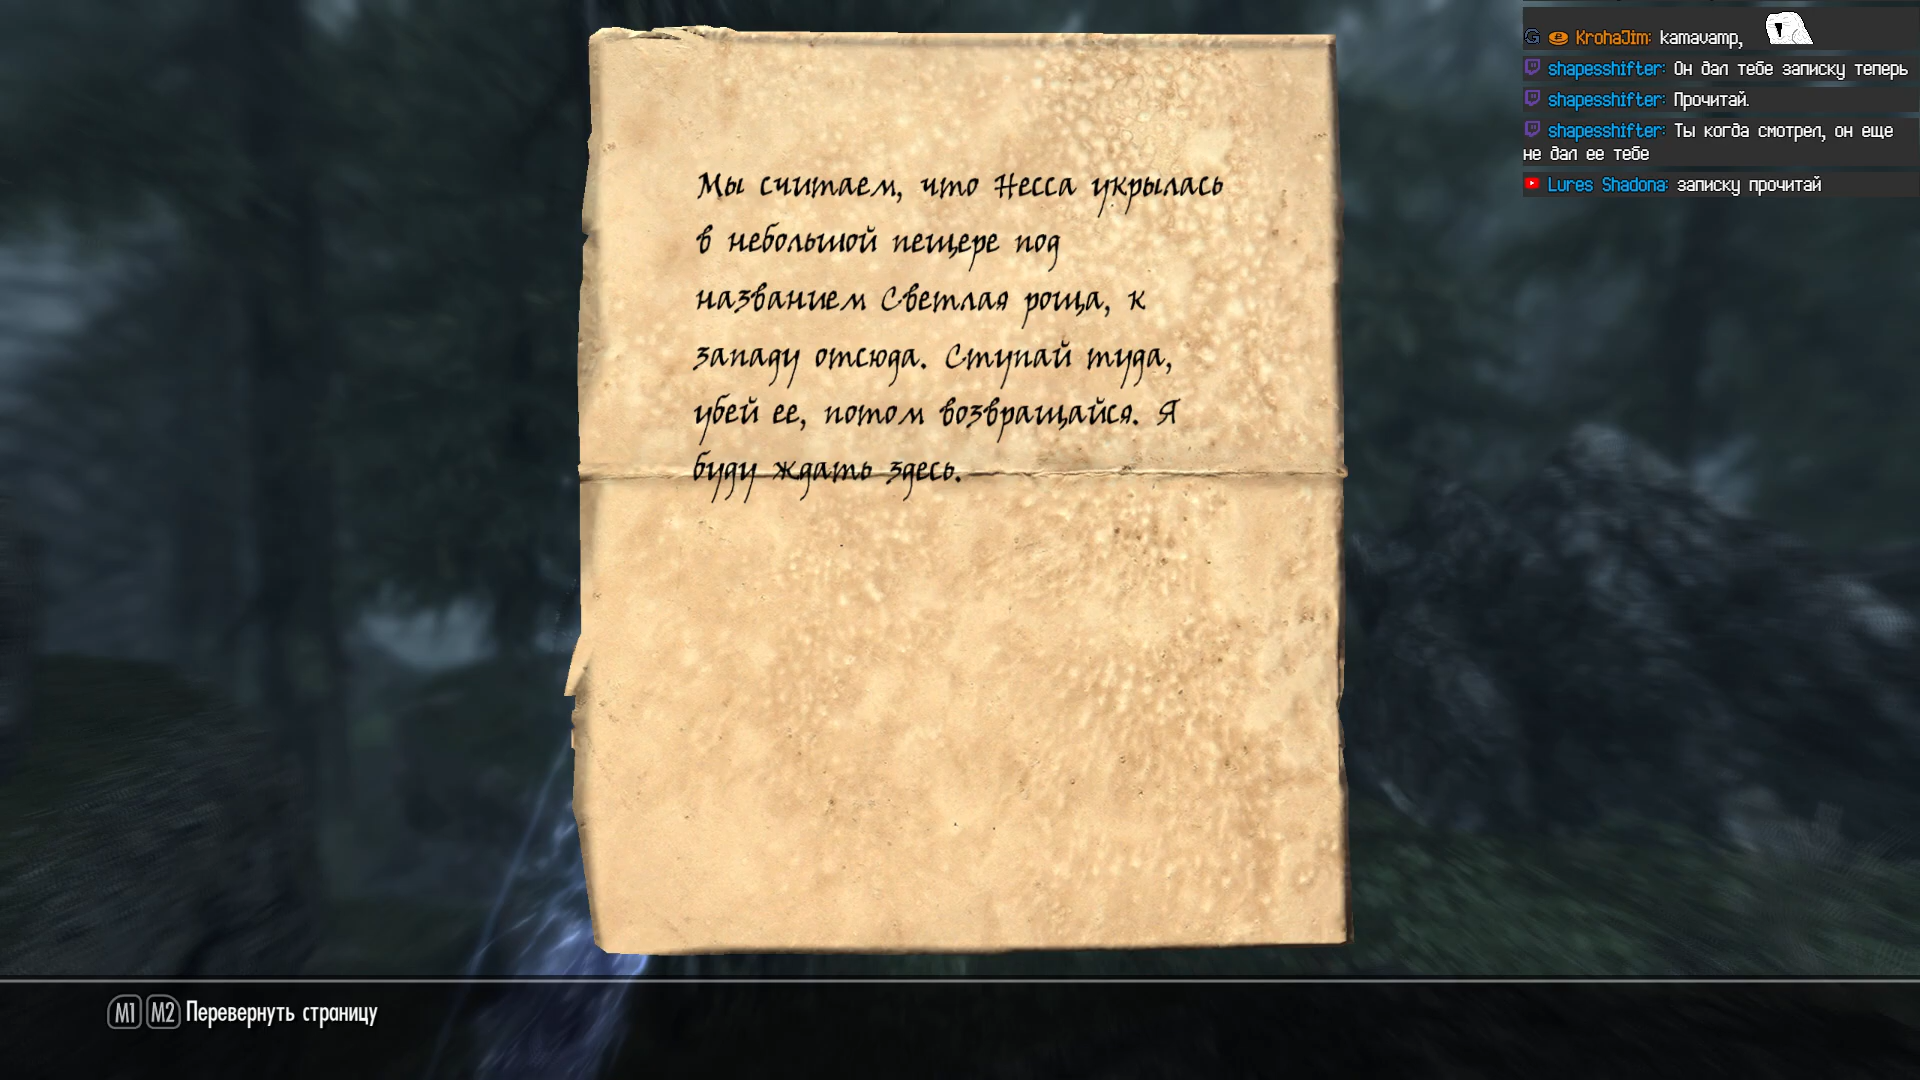 Мы считаем, что Несса укрылась
в небольшой пещере под
названием Светлая роща, к
западу отсюда. Ступай туда,
убей ее, потом возвращайся. Я
буду ждать здесь.
KrohaJim: kamavamp,
shapesshifter: Он дал тебе записку теперь
shapesshifter: Прочитай.
shapesshifter: Ты когда смотрел, он еще
не дал ее тебе
Lures Shadona: записку прочитай
M1 M2 Перевернуть страницу